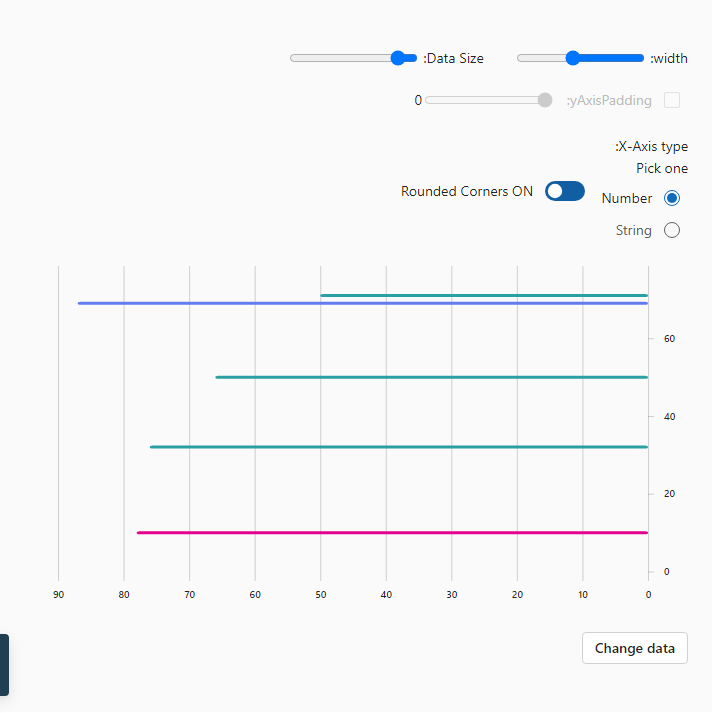 :width
:Data Size
:yAxisPadding
0
:X-Axis type
Pick one
Number
String
Rounded Corners ON
60
40
20
0
90 80 70 60 50 40 30 20 10 0
Change data